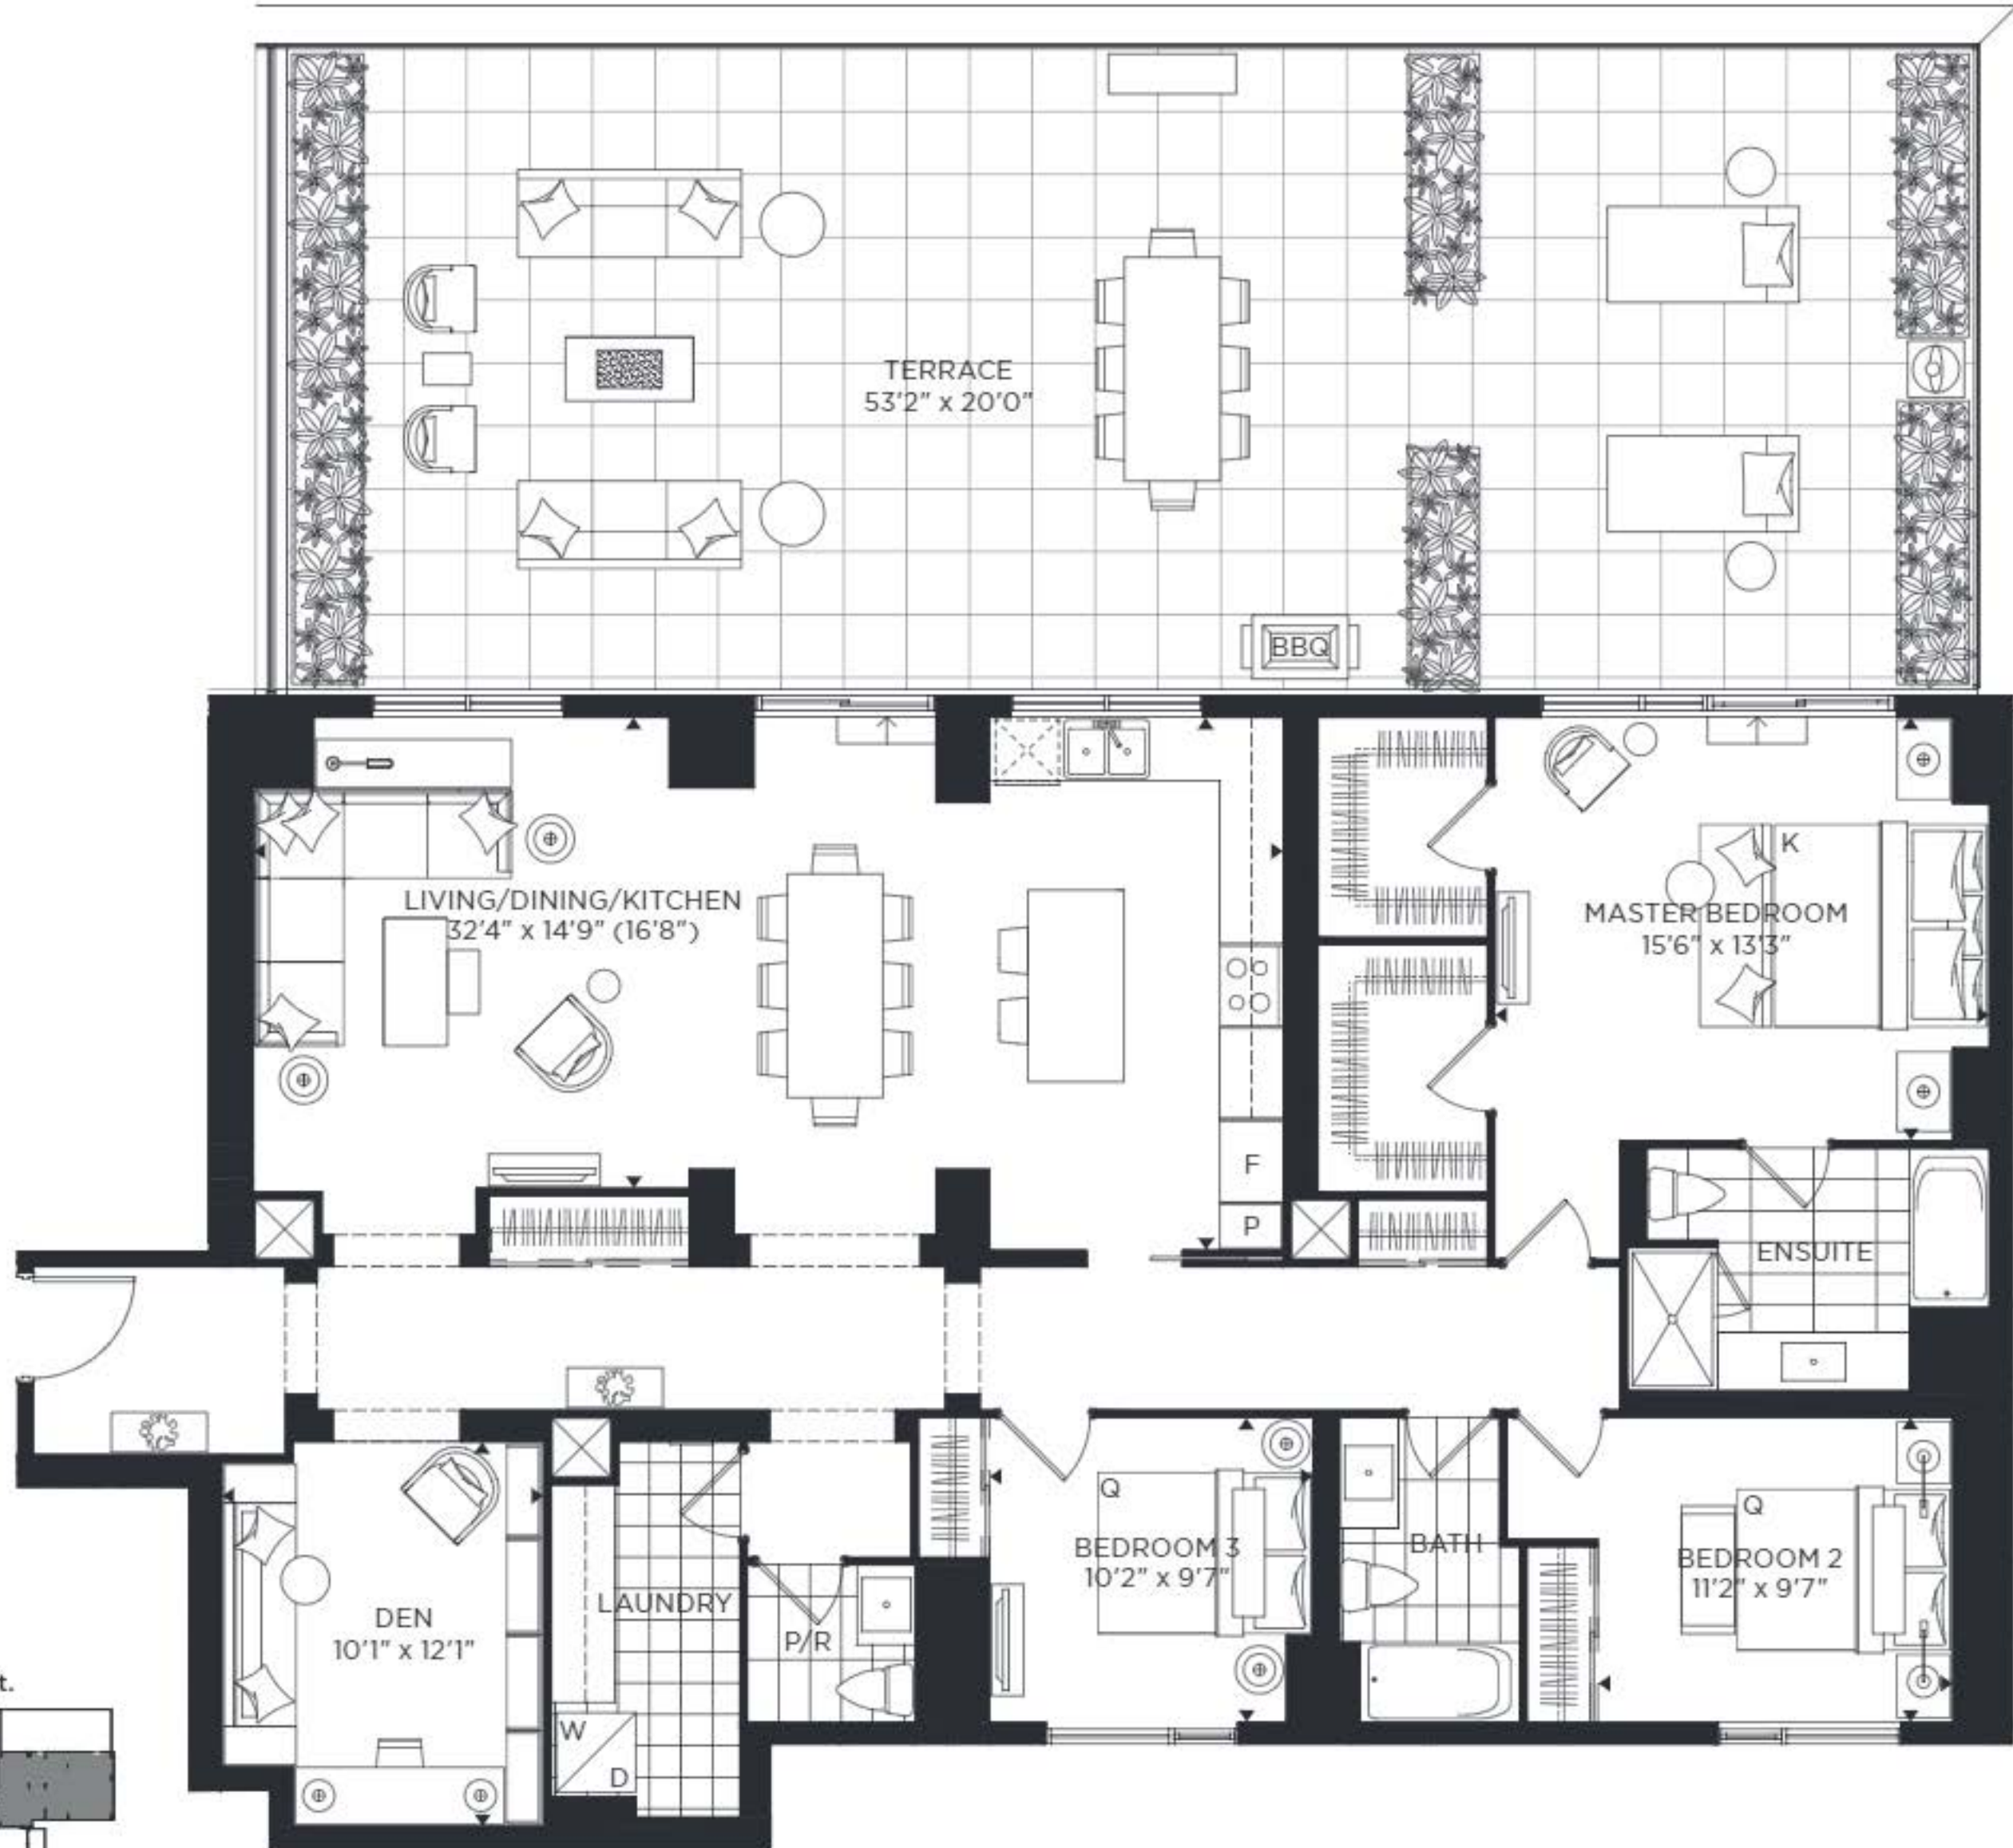 TERRACE
53'2" x 20'0"
BBQ
LIVING/DINING/KITCHEN
32'4" x 14'9" (16'8")
K
MASTER BEDROOM
15'6" x 13'3"
F
P
ENSUITE
Q
BEDROOM 3
10'2" x 9'7"
BATH
Q
BEDROOM 2
11'2" x 9'7"
LAUNDRY
P/R
DEN
10'1" x 12'1"
W
D